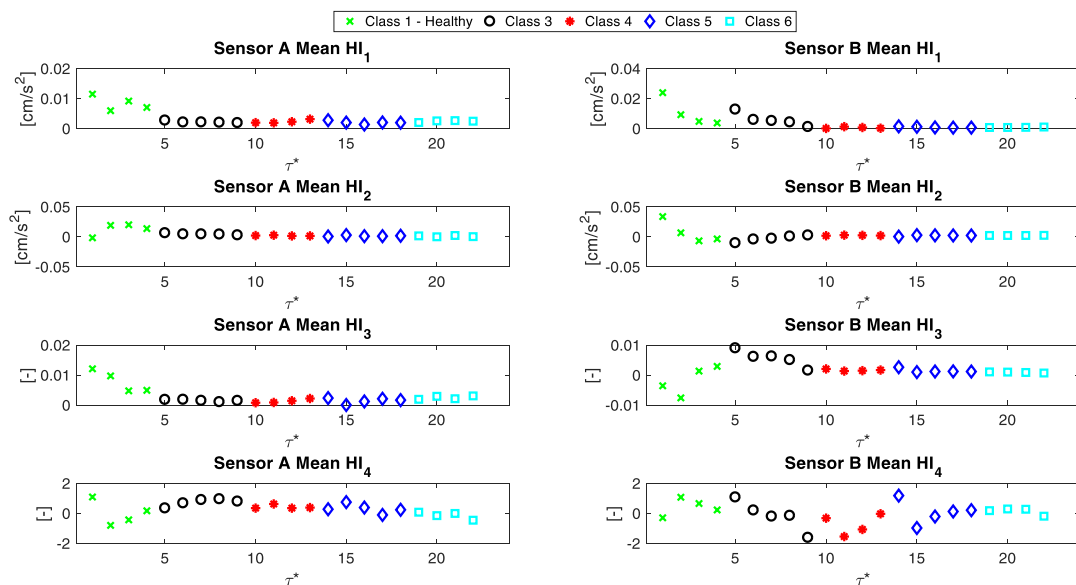 Class 1 - Healthy Class 3 Class 4 Class 5 Class 6
Sensor A Mean HI1
[cm/s2]
0.02
0.01
0
5 10 15 20
τ*
Sensor B Mean HI1
[cm/s2]
0.04
0.02
0
5 10 15 20
τ*
Sensor A Mean HI2
[cm/s2]
0.05
0
-0.05
5 10 15 20
τ*
Sensor B Mean HI2
[cm/s2]
0.05
0
-0.05
5 10 15 20
τ*
Sensor A Mean HI3
[-]
0.02
0.01
0
5 10 15 20
τ*
Sensor B Mean HI3
[-]
0.01
0
-0.01
5 10 15 20
τ*
Sensor A Mean HI4
[-]
2
0
-2
5 10 15 20
τ*
Sensor B Mean HI4
[-]
2
0
-2
5 10 15 20
τ*